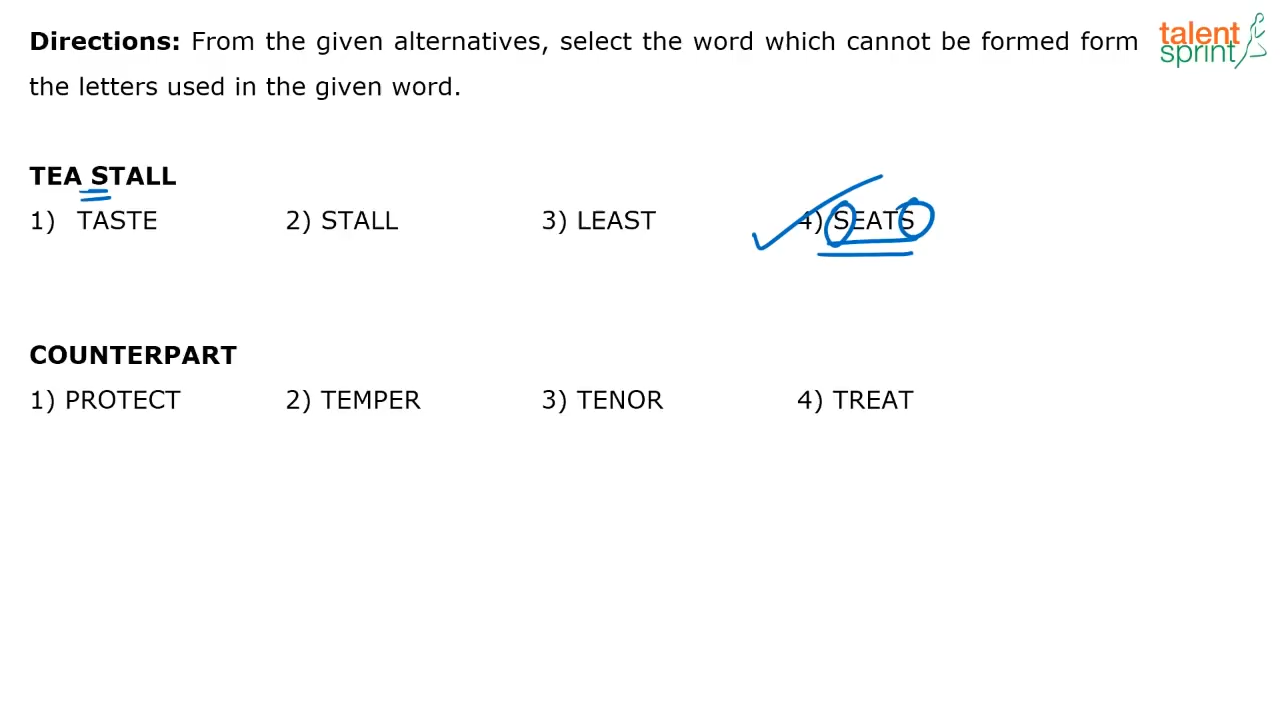 Directions: From the given alternatives, select the word which cannot be formed form
the letters used in the given word.
talent
sprint
TEA STALL
1) TASTE 2) STALL 3) LEAST 4) SEATS
COUNTERPART
1) PROTECT 2) TEMPER 3) TENOR 4) TREAT